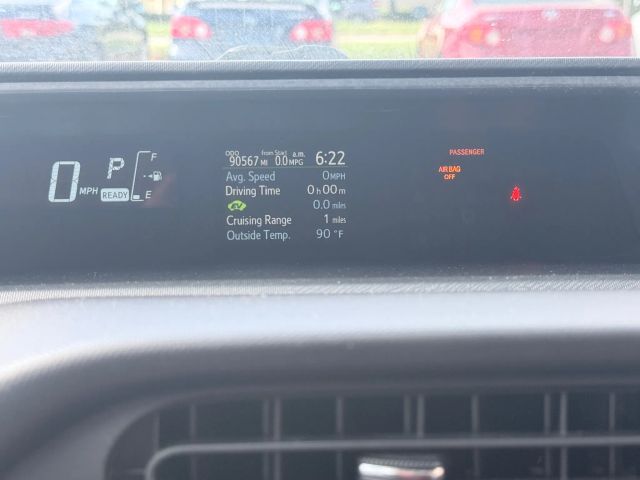 0 MPH
P
READY
F
E
ODO from Start a.m.
90567 MI 0.0 MPG 6:22
Avg. Speed 0 MPH
Driving Time 0 h 00 m
EV 0.0 miles
Cruising Range 1 miles
Outside Temp. 90 °F
PASSENGER
AIR BAG
OFF